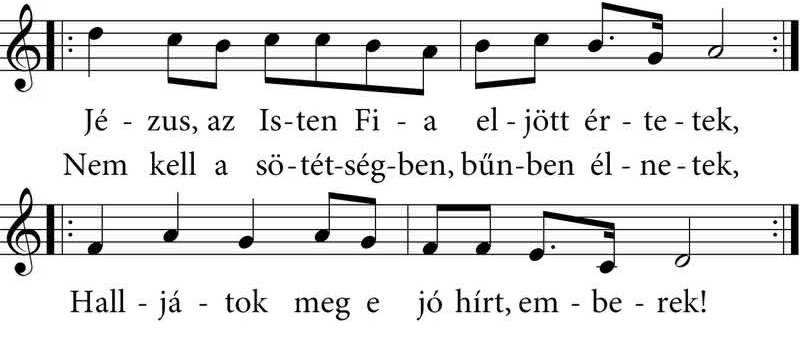 Jé - zus, az Is-ten Fi - a el - jött ér - te - tek,
Nem kell a sö-tét-ség-ben, bűn-ben él - ne - tek,
Hall - já - tok meg e jó hírt, em - be - rek!